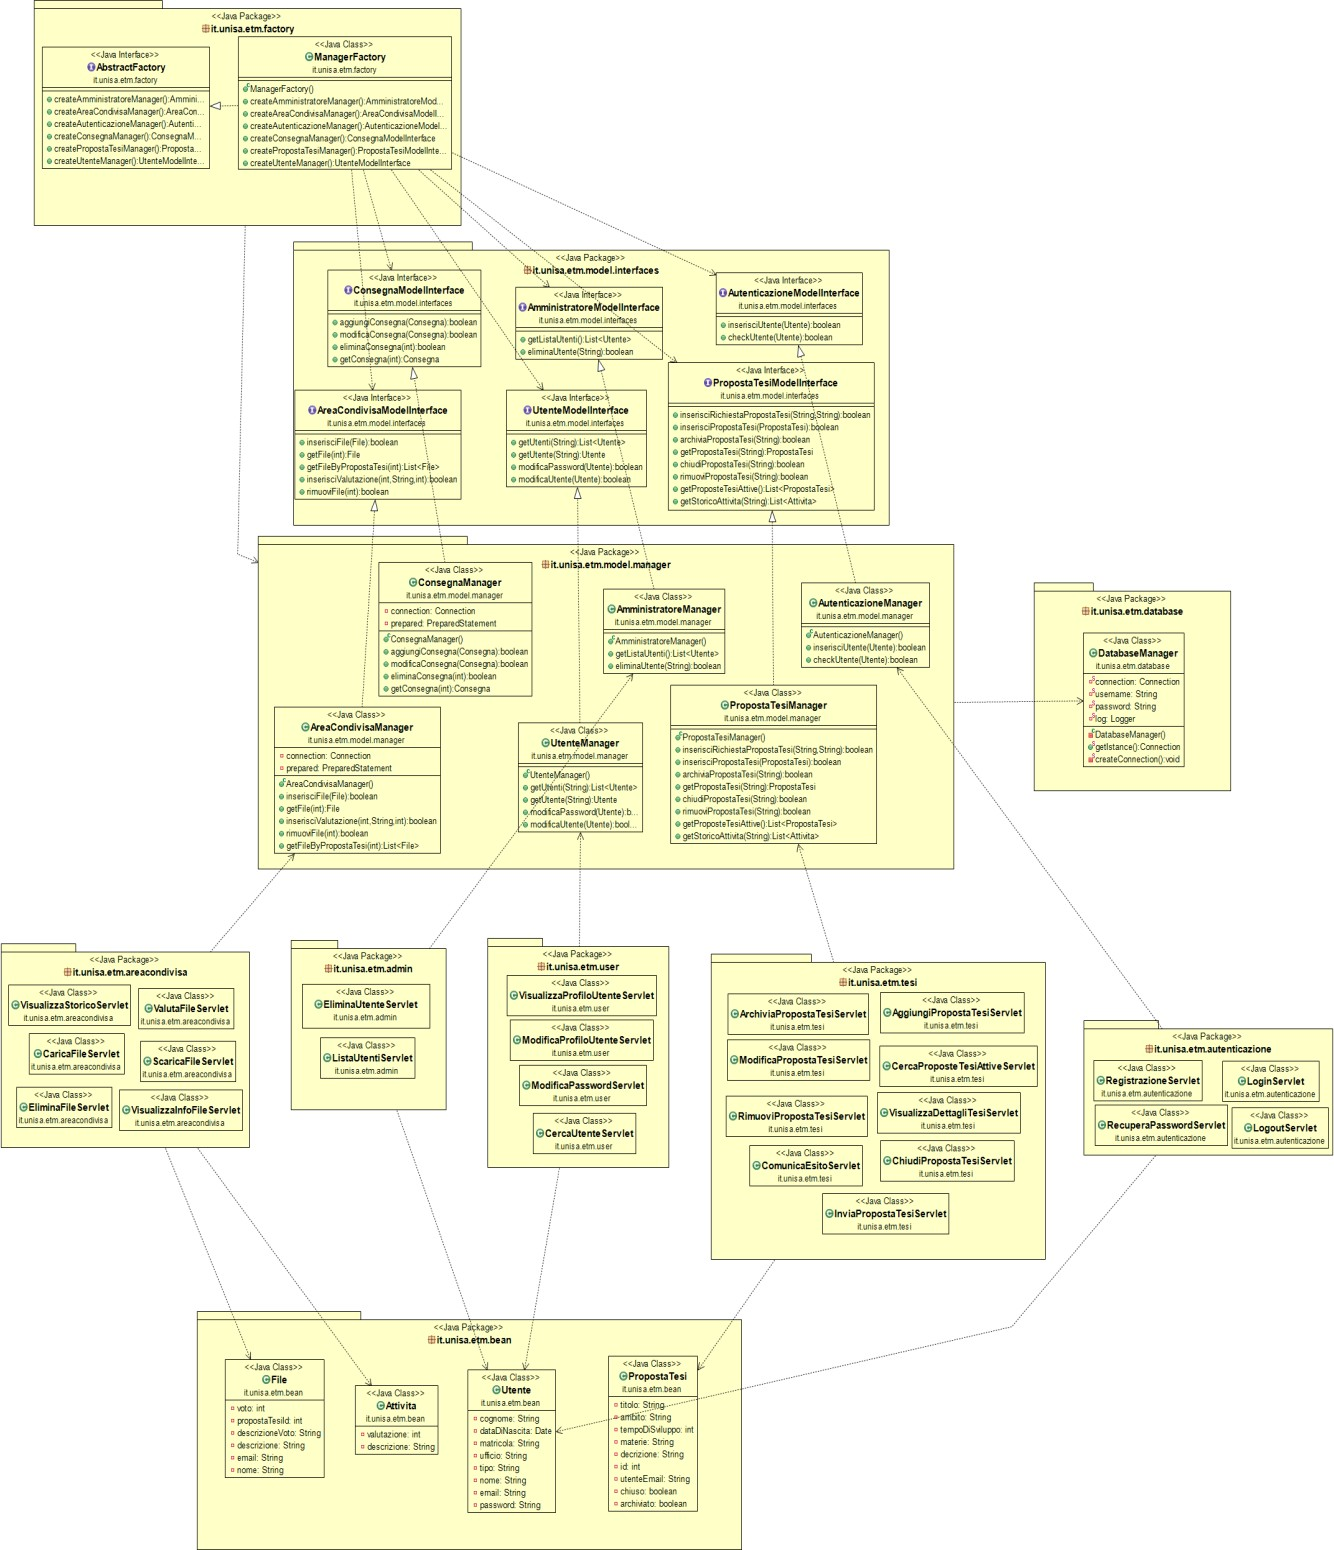 <<Java Package>>
it.unisa.etm.factory
<<Java Interface>>
AbstractFactory
it.unisa.etm.factory
createAmministratoreManager():Ammini...
createAreaCondivisaManager():AreaCon...
createAutenticazioneManager():Autenti...
createConsegnaManager():ConsegnaM...
createPropostaTesiManager():Proposta...
createUtenteManager():UtenteModelInte...
<<Java Class>>
ManagerFactory
it.unisa.etm.factory
ManagerFactory()
createAmministratoreManager():AmministratoreMod...
createAreaCondivisaManager():AreaCondivisaModelI...
createAutenticazioneManager():AutenticazioneModel...
createConsegnaManager():ConsegnaModelInterface
createPropostaTesiManager():PropostaTesiModelInte...
createUtenteManager():UtenteModelInterface
<<Java Package>>
it.unisa.etm.model.interfaces
<<Java Interface>>
ConsegnaModelInterface
it.unisa.etm.model.interfaces
aggiungiConsegna(Consegna):boolean
modificaConsegna(Consegna):boolean
eliminaConsegna(int):boolean
getConsegna(int):Consegna
<<Java Interface>>
AmministratoreModelInterface
it.unisa.etm.model.interfaces
getListaUtenti():List<Utente>
eliminaUtente(String):boolean
<<Java Interface>>
AutenticazioneModelInterface
it.unisa.etm.model.interfaces
inserisciUtente(Utente):boolean
checkUtente(Utente):boolean
<<Java Interface>>
AreaCondivisaModelInterface
it.unisa.etm.model.interfaces
inserisciFile(File):boolean
getFile(int):File
getFileByPropostaTesi(int):List<File>
inserisciValutazione(int,String,int):boolean
rimuoviFile(int):boolean
<<Java Interface>>
UtenteModelInterface
it.unisa.etm.model.interfaces
getUtenti(String):List<Utente>
getUtente(String):Utente
modificaPassword(Utente):boolean
modificaUtente(Utente):boolean
<<Java Interface>>
PropostaTesiModelInterface
it.unisa.etm.model.interfaces
inserisciRichiestaPropostaTesi(String,String):boolean
inserisciPropostaTesi(PropostaTesi):boolean
archiviaPropostaTesi(String):boolean
getPropostaTesi(String):PropostaTesi
chiudiPropostaTesi(String):boolean
rimuoviPropostaTesi(String):boolean
getProposteTesiAttive():List<PropostaTesi>
getStoricoAttivita(String):List<Attivita>
<<Java Package>>
it.unisa.etm.model.manager
<<Java Class>>
ConsegnaManager
it.unisa.etm.model.manager
connection: Connection
prepared: PreparedStatement
ConsegnaManager()
aggiungiConsegna(Consegna):boolean
modificaConsegna(Consegna):boolean
eliminaConsegna(int):boolean
getConsegna(int):Consegna
<<Java Class>>
AmministratoreManager
it.unisa.etm.model.manager
AmministratoreManager()
getListaUtenti():List<Utente>
eliminaUtente(String):boolean
<<Java Class>>
AutenticazioneManager
it.unisa.etm.model.manager
AutenticazioneManager()
inserisciUtente(Utente):boolean
checkUtente(Utente):boolean
<<Java Class>>
AreaCondivisaManager
it.unisa.etm.model.manager
connection: Connection
prepared: PreparedStatement
AreaCondivisaManager()
inserisciFile(File):boolean
getFile(int):File
inserisciValutazione(int,String,int):boolean
rimuoviFile(int):boolean
getFileByPropostaTesi(int):List<File>
<<Java Class>>
UtenteManager
it.unisa.etm.model.manager
UtenteManager()
getUtenti(String):List<Utente>
getUtente(String):Utente
modificaPassword(Utente):b...
modificaUtente(Utente):bool...
<<Java Class>>
PropostaTesiManager
it.unisa.etm.model.manager
PropostaTesiManager()
inserisciRichiestaPropostaTesi(String,String):boolean
inserisciPropostaTesi(PropostaTesi):boolean
archiviaPropostaTesi(String):boolean
getPropostaTesi(String):PropostaTesi
chiudiPropostaTesi(String):boolean
rimuoviPropostaTesi(String):boolean
getProposteTesiAttive():List<PropostaTesi>
getStoricoAttivita(String):List<Attivita>
<<Java Package>>
it.unisa.etm.database
<<Java Class>>
DatabaseManager
it.unisa.etm.database
connection: Connection
username: String
password: String
log: Logger
DatabaseManager()
getIstance():Connection
createConnection():void
<<Java Package>>
it.unisa.etm.areacondivisa
<<Java Class>>
VisualizzaStoricoServlet
it.unisa.etm.areacondivisa
<<Java Class>>
ValutaFileServlet
it.unisa.etm.areacondivisa
<<Java Class>>
CaricaFileServlet
it.unisa.etm.areacondivisa
<<Java Class>>
ScaricaFileServlet
it.unisa.etm.areacondivisa
<<Java Class>>
EliminaFileServlet
it.unisa.etm.areacondivisa
<<Java Class>>
VisualizzaInfoFileServlet
it.unisa.etm.areacondivisa
<<Java Package>>
it.unisa.etm.admin
<<Java Class>>
EliminaUtenteServlet
it.unisa.etm.admin
<<Java Class>>
ListaUtentiServlet
it.unisa.etm.admin
<<Java Package>>
it.unisa.etm.user
<<Java Class>>
VisualizzaProfiloUtenteServlet
it.unisa.etm.user
<<Java Class>>
ModificaProfiloUtenteServlet
it.unisa.etm.user
<<Java Class>>
ModificaPasswordServlet
it.unisa.etm.user
<<Java Class>>
CercaUtenteServlet
it.unisa.etm.user
<<Java Package>>
it.unisa.etm.tesi
<<Java Class>>
ArchiviaPropostaTesiServlet
it.unisa.etm.tesi
<<Java Class>>
AggiungiPropostaTesiServlet
it.unisa.etm.tesi
<<Java Class>>
ModificaPropostaTesiServlet
it.unisa.etm.tesi
<<Java Class>>
CercaProposteTesiAttiveServlet
it.unisa.etm.tesi
<<Java Class>>
RimuoviPropostaTesiServlet
it.unisa.etm.tesi
<<Java Class>>
VisualizzaDettagliTesiServlet
it.unisa.etm.tesi
<<Java Class>>
ComunicaEsitoServlet
it.unisa.etm.tesi
<<Java Class>>
ChiudiPropostaTesiServlet
it.unisa.etm.tesi
<<Java Class>>
InviaPropostaTesiServlet
it.unisa.etm.tesi
<<Java Package>>
it.unisa.etm.autenticazione
<<Java Class>>
RegistrazioneServlet
it.unisa.etm.autenticazione
<<Java Class>>
LoginServlet
it.unisa.etm.autenticazione
<<Java Class>>
RecuperaPasswordServlet
it.unisa.etm.autenticazione
<<Java Class>>
LogoutServlet
it.unisa.etm.autenticazione
<<Java Package>>
it.unisa.etm.bean
<<Java Class>>
File
it.unisa.etm.bean
voto: int
propostaTesiId: int
descrizioneVoto: String
descrizione: String
email: String
nome: String
<<Java Class>>
Attivita
it.unisa.etm.bean
valutazione: int
descrizione: String
<<Java Class>>
Utente
it.unisa.etm.bean
cognome: String
dataDiNascita: Date
matricola: String
ufficio: String
tipo: String
nome: String
email: String
password: String
<<Java Class>>
PropostaTesi
it.unisa.etm.bean
titolo: String
ambito: String
tempoDiSviluppo: int
materie: String
decrizione: String
id: int
utenteEmail: String
chiuso: boolean
archiviato: boolean